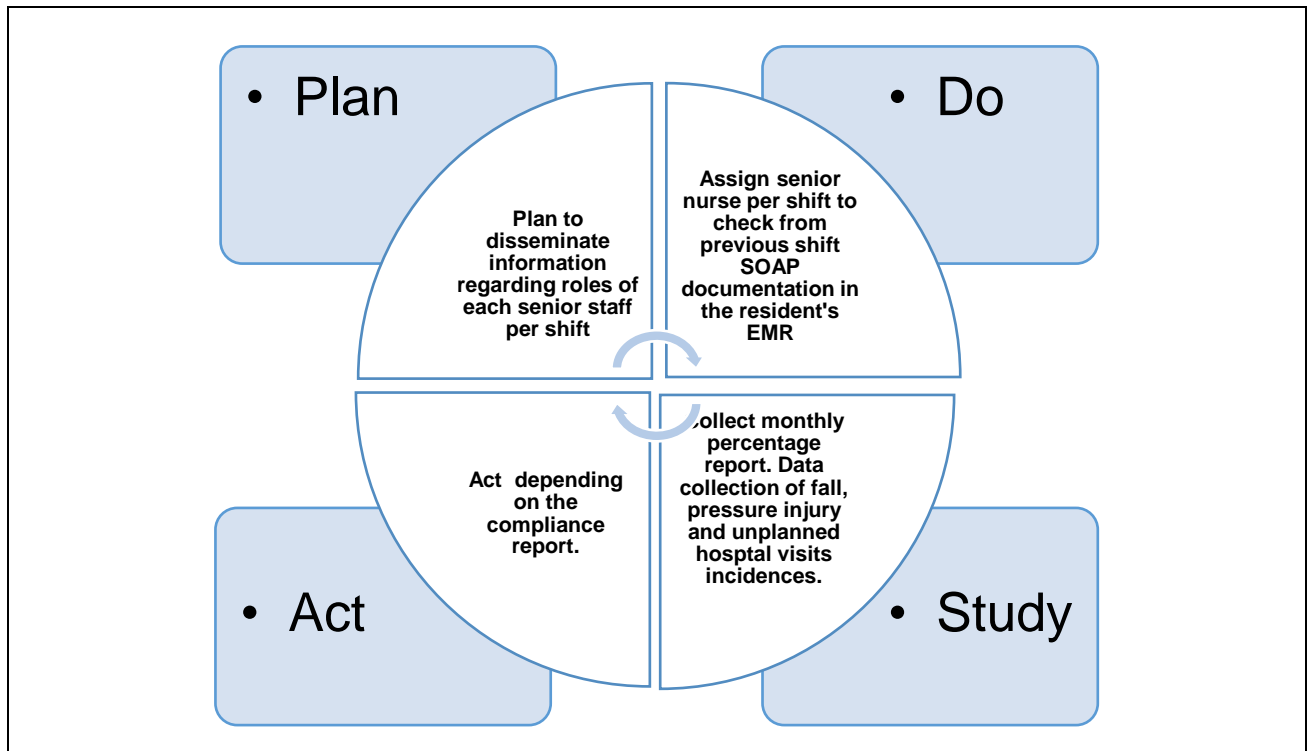 • Plan
Plan to
disseminate
information
regarding roles of
each senior staff
per shift
• Do
Assign senior
nurse per shift to
check from
previous shift
SOAP
documentation in
the resident's
EMR
• Act
Act depending
on the
compliance
report.
• Study
Collect monthly
percentage
report. Data
collection of fall,
pressure injury
and unplanned
hosptal visits
incidences.